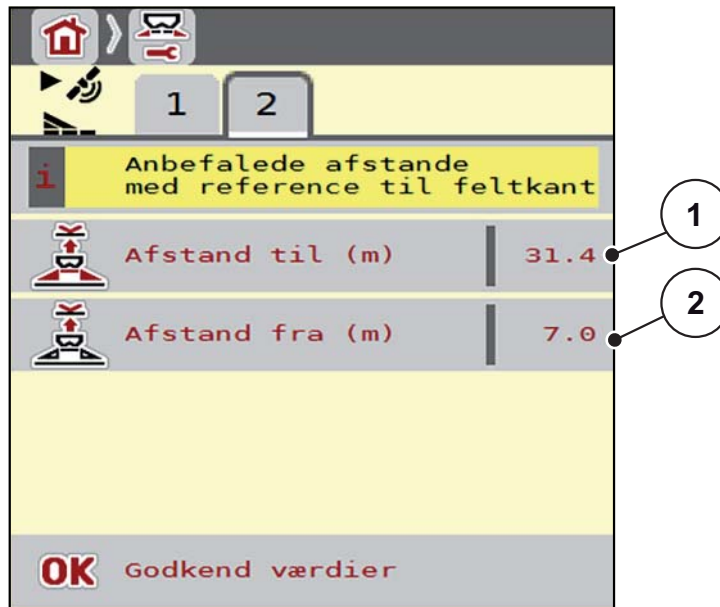 1 2
i
Anbefalede afstande
med reference til feltkant
Afstand til (m) 31.4
1
Afstand fra (m) 7.0
2
OK Godkend værdier